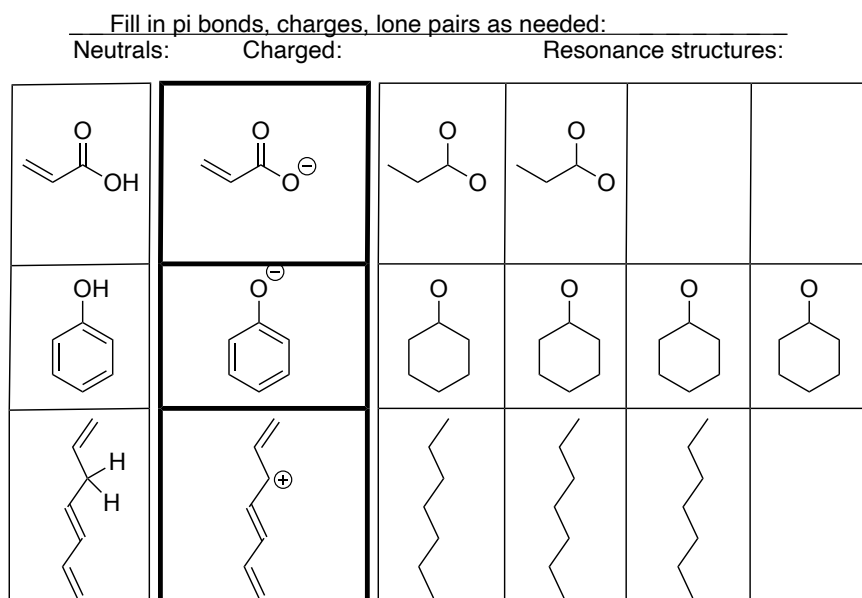 Fill in pi bonds, charges, lone pairs as needed:
Neutrals: Charged: Resonance structures:
O O O O
OH O − O O
OH O − O O O O
H
H +